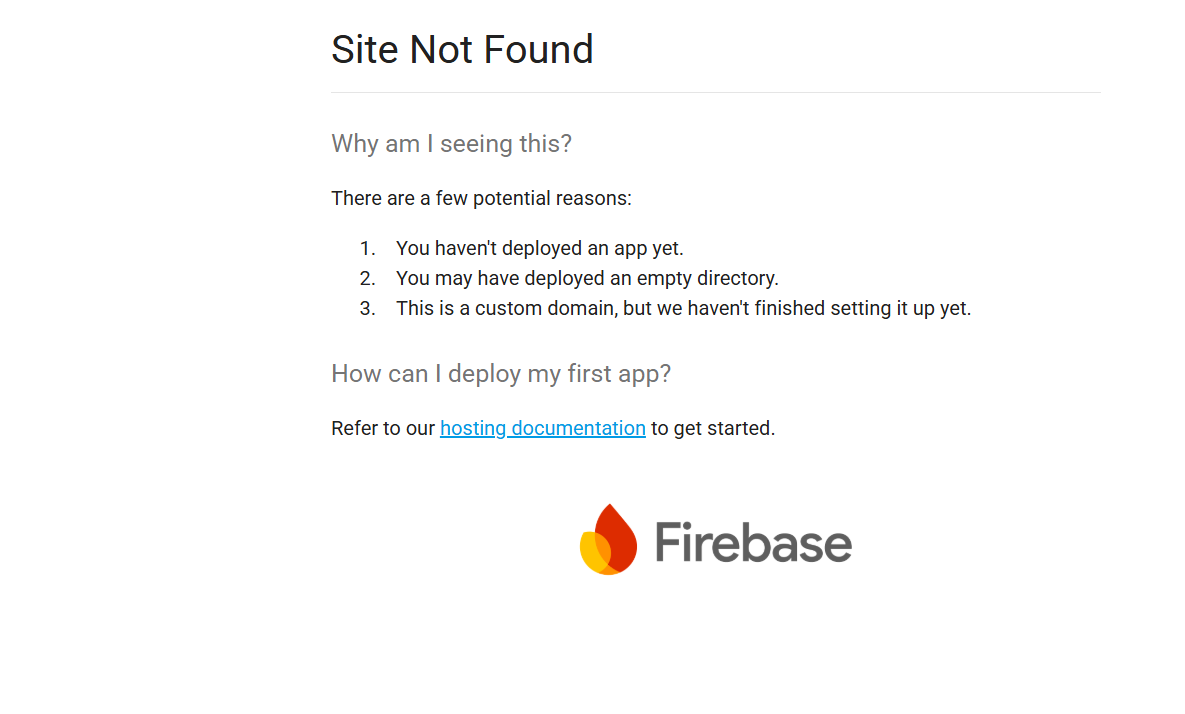 Site Not Found
Why am I seeing this?
There are a few potential reasons:
1. You haven't deployed an app yet.
2. You may have deployed an empty directory.
3. This is a custom domain, but we haven't finished setting it up yet.
How can I deploy my first app?
Refer to our hosting documentation to get started.
Firebase